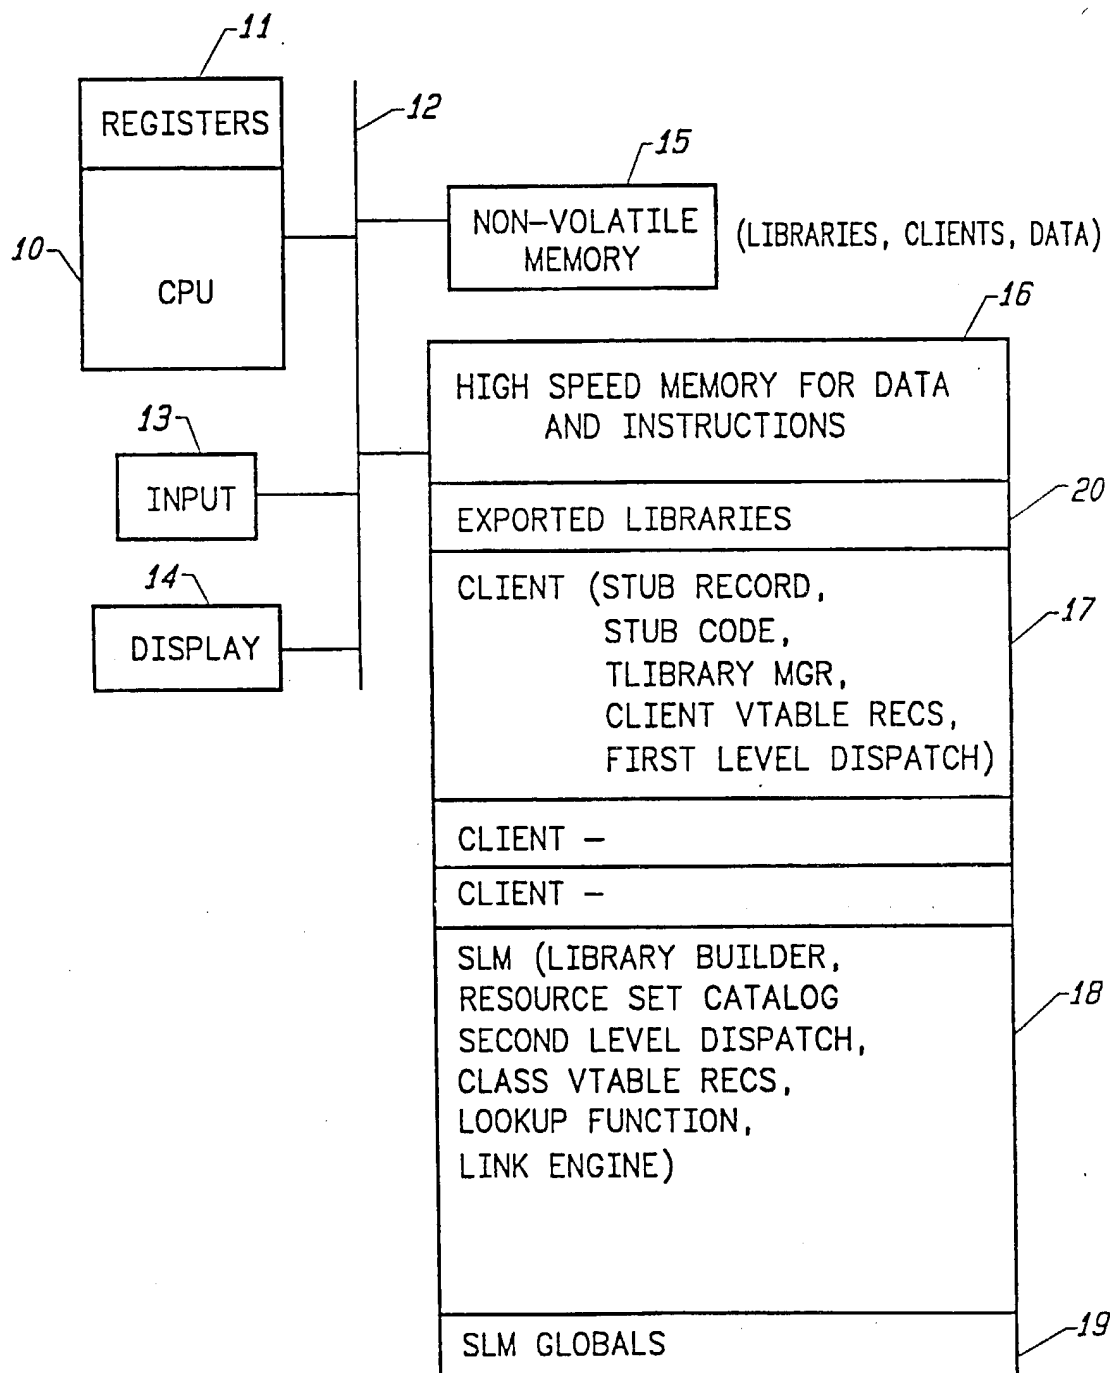 11
REGISTERS
12
15
10
CPU
NON-VOLATILE
MEMORY
(LIBRARIES, CLIENTS, DATA)
16
HIGH SPEED MEMORY FOR DATA
AND INSTRUCTIONS
13
INPUT
20
EXPORTED LIBRARIES
14
DISPLAY
CLIENT (STUB RECORD,
17
STUB CODE,
TLIBRARY MGR,
CLIENT VTABLE RECS,
FIRST LEVEL DISPATCH)
CLIENT –
CLIENT –
SLM (LIBRARY BUILDER,
RESOURCE SET CATALOG
18
SECOND LEVEL DISPATCH,
CLASS VTABLE RECS,
LOOKUP FUNCTION,
LINK ENGINE)
SLM GLOBALS
19